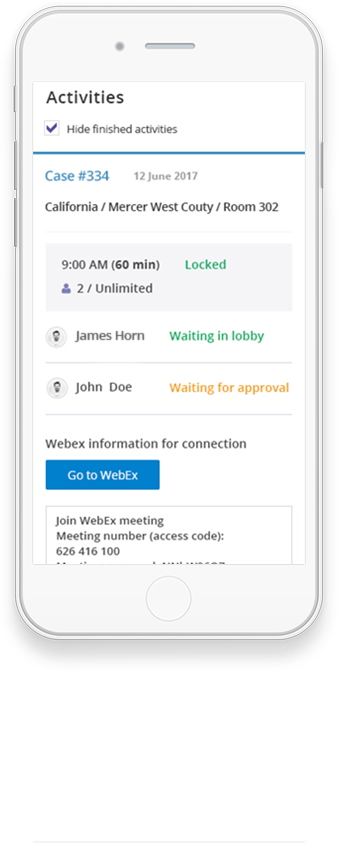 Activities
Hide finished activities
Case #334 12 June 2017
California / Mercer West Couty / Room 302
9:00 AM (60 min) Locked
2 / Unlimited
James Horn Waiting in lobby
John Doe Waiting for approval
Webex information for connection
Go to WebEx
Join WebEx meeting
Meeting number (access code):
626 416 100